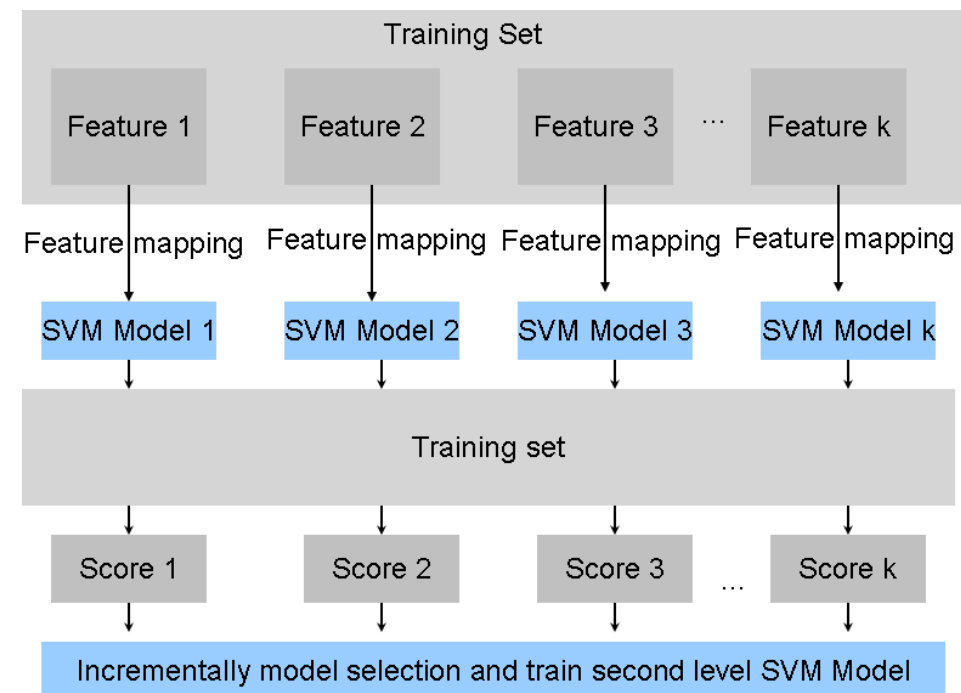 Training Set
Feature 1 Feature 2 Feature 3 ... Feature k
Feature mapping Feature mapping Feature mapping Feature mapping
SVM Model 1 SVM Model 2 SVM Model 3 SVM Model k
Training set
Score 1 Score 2 Score 3 ... Score k
Incrementally model selection and train second level SVM Model